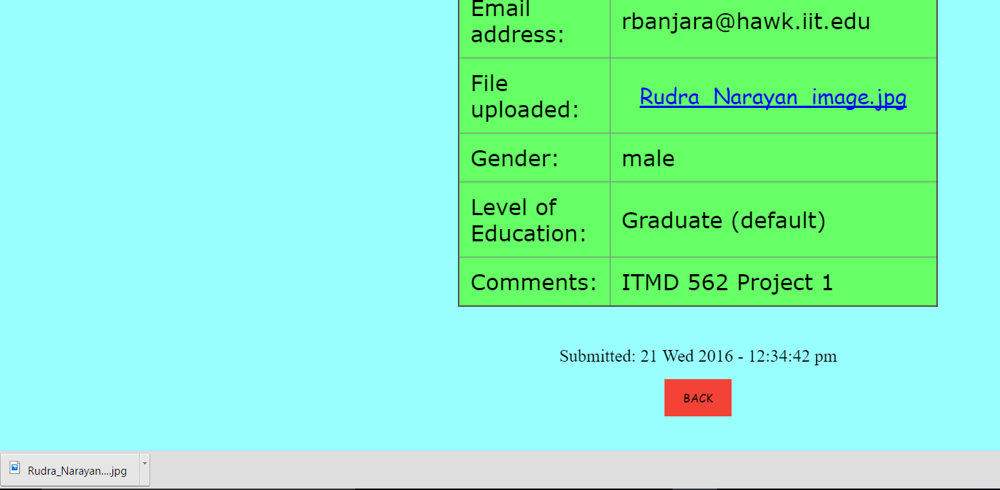 Email
address:
rbanjara@hawk.iit.edu
File
uploaded:
Rudra_Narayan_image.jpg
Gender:
male
Level of
Education:
Graduate (default)
Comments:
ITMD 562 Project 1
Submitted: 21 Wed 2016 - 12:34:42 pm
BACK
Rudra_Narayan....jpg